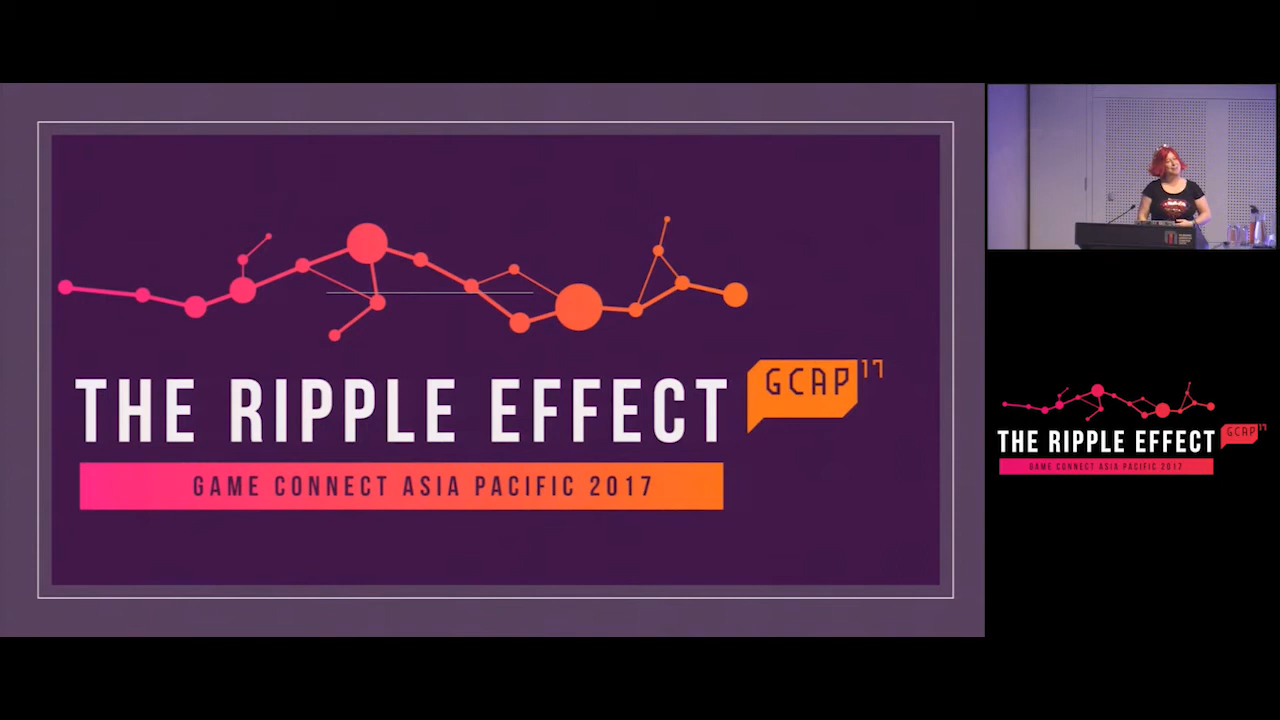 THE RIPPLE EFFECT
GCAP 17
GAME CONNECT ASIA PACIFIC 2017
THE RIPPLE EFFECT
GCAP 17
GAME CONNECT ASIA PACIFIC 2017